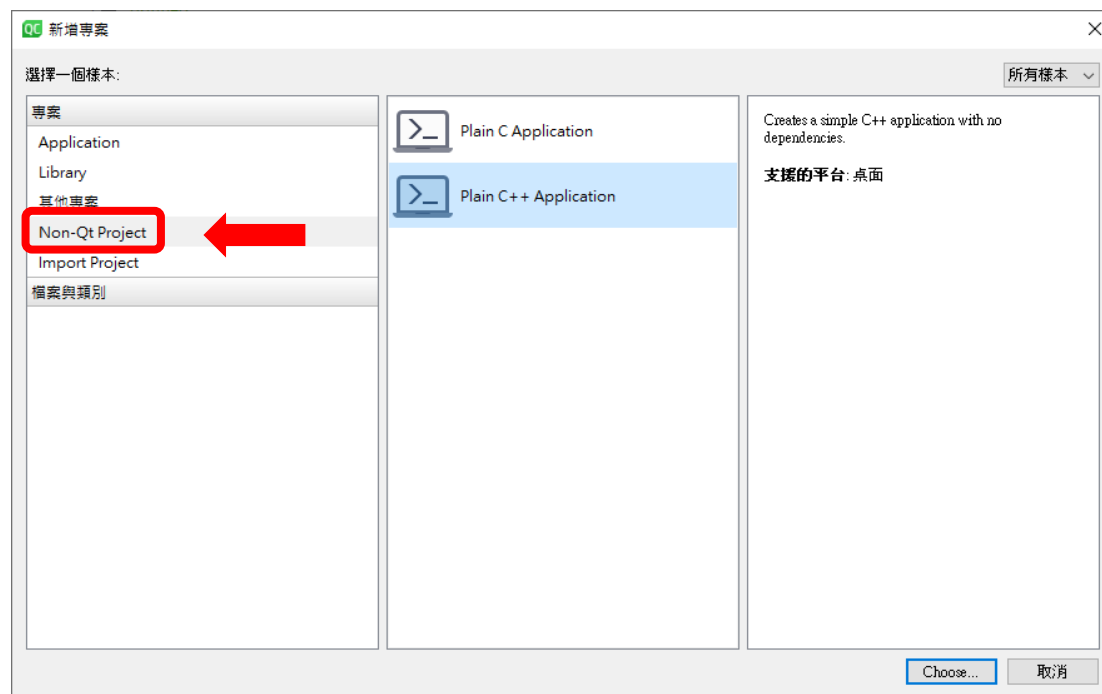 QC 新增專案
選擇一個樣本:
所有樣本
專案
Application
Library
其他專案
Non-Qt Project
Import Project
檔案與類別
Plain C Application
Plain C++ Application
Creates a simple C++ application with no
dependencies.
支援的平台: 桌面
Choose...
取消